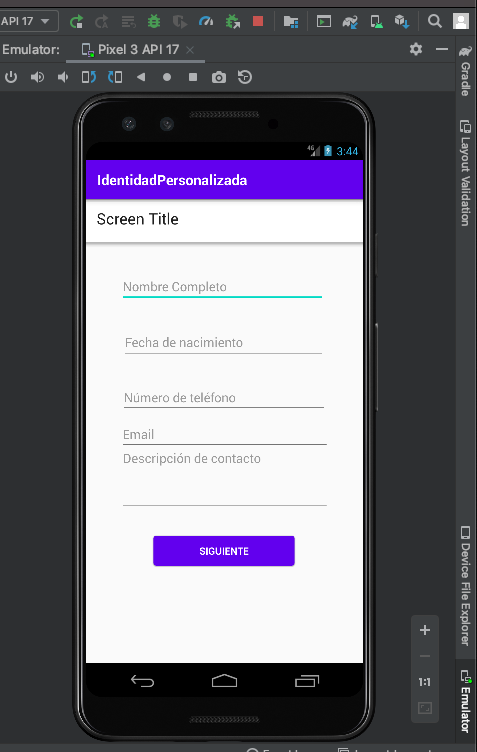 API 17
Emulator: Pixel 3 API 17
4G 3:44
IdentidadPersonalizada
Screen Title
Nombre Completo
Fecha de nacimiento
Número de teléfono
Email
Descripción de contacto
SIGUIENTE
1:1
Gradle
Layout Validation
Device File Explorer
Emulator